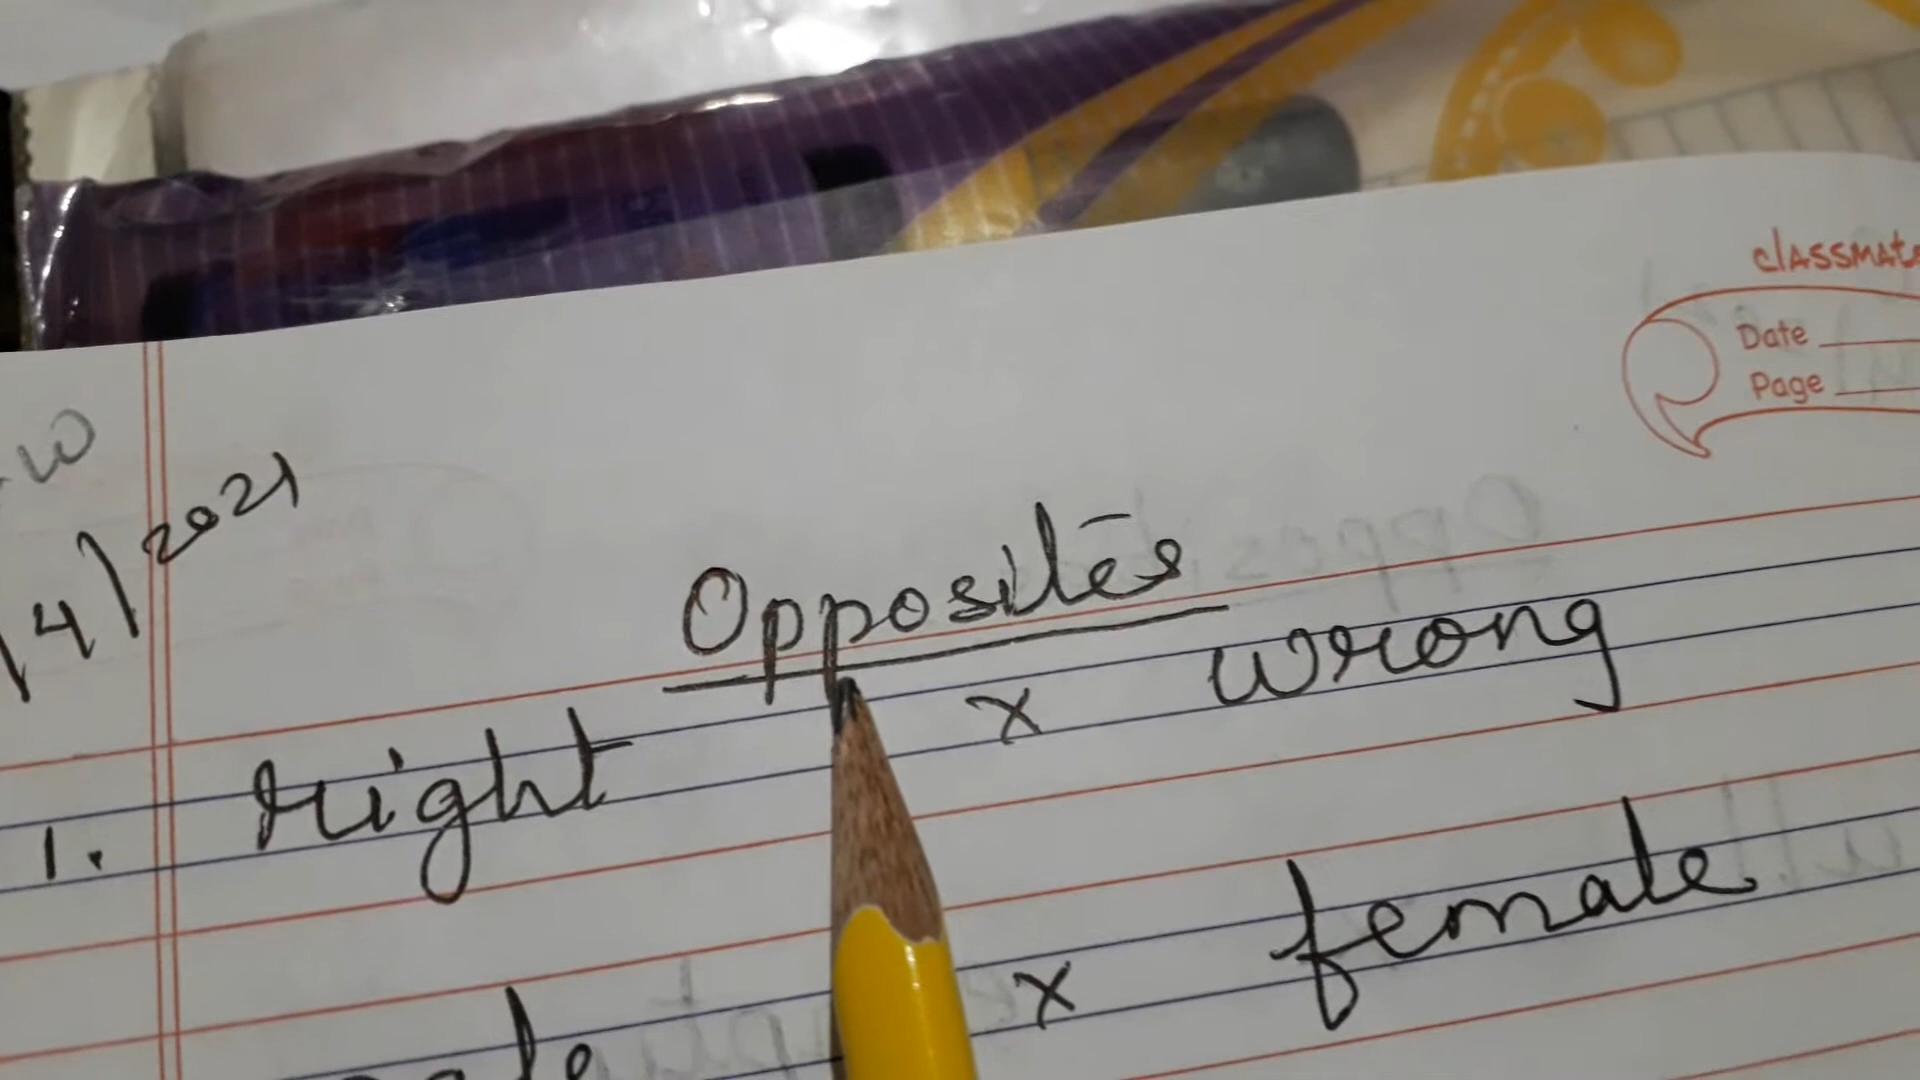 classmate
Date
Page
/4/2021
Opposites
1. right x wrong
x female